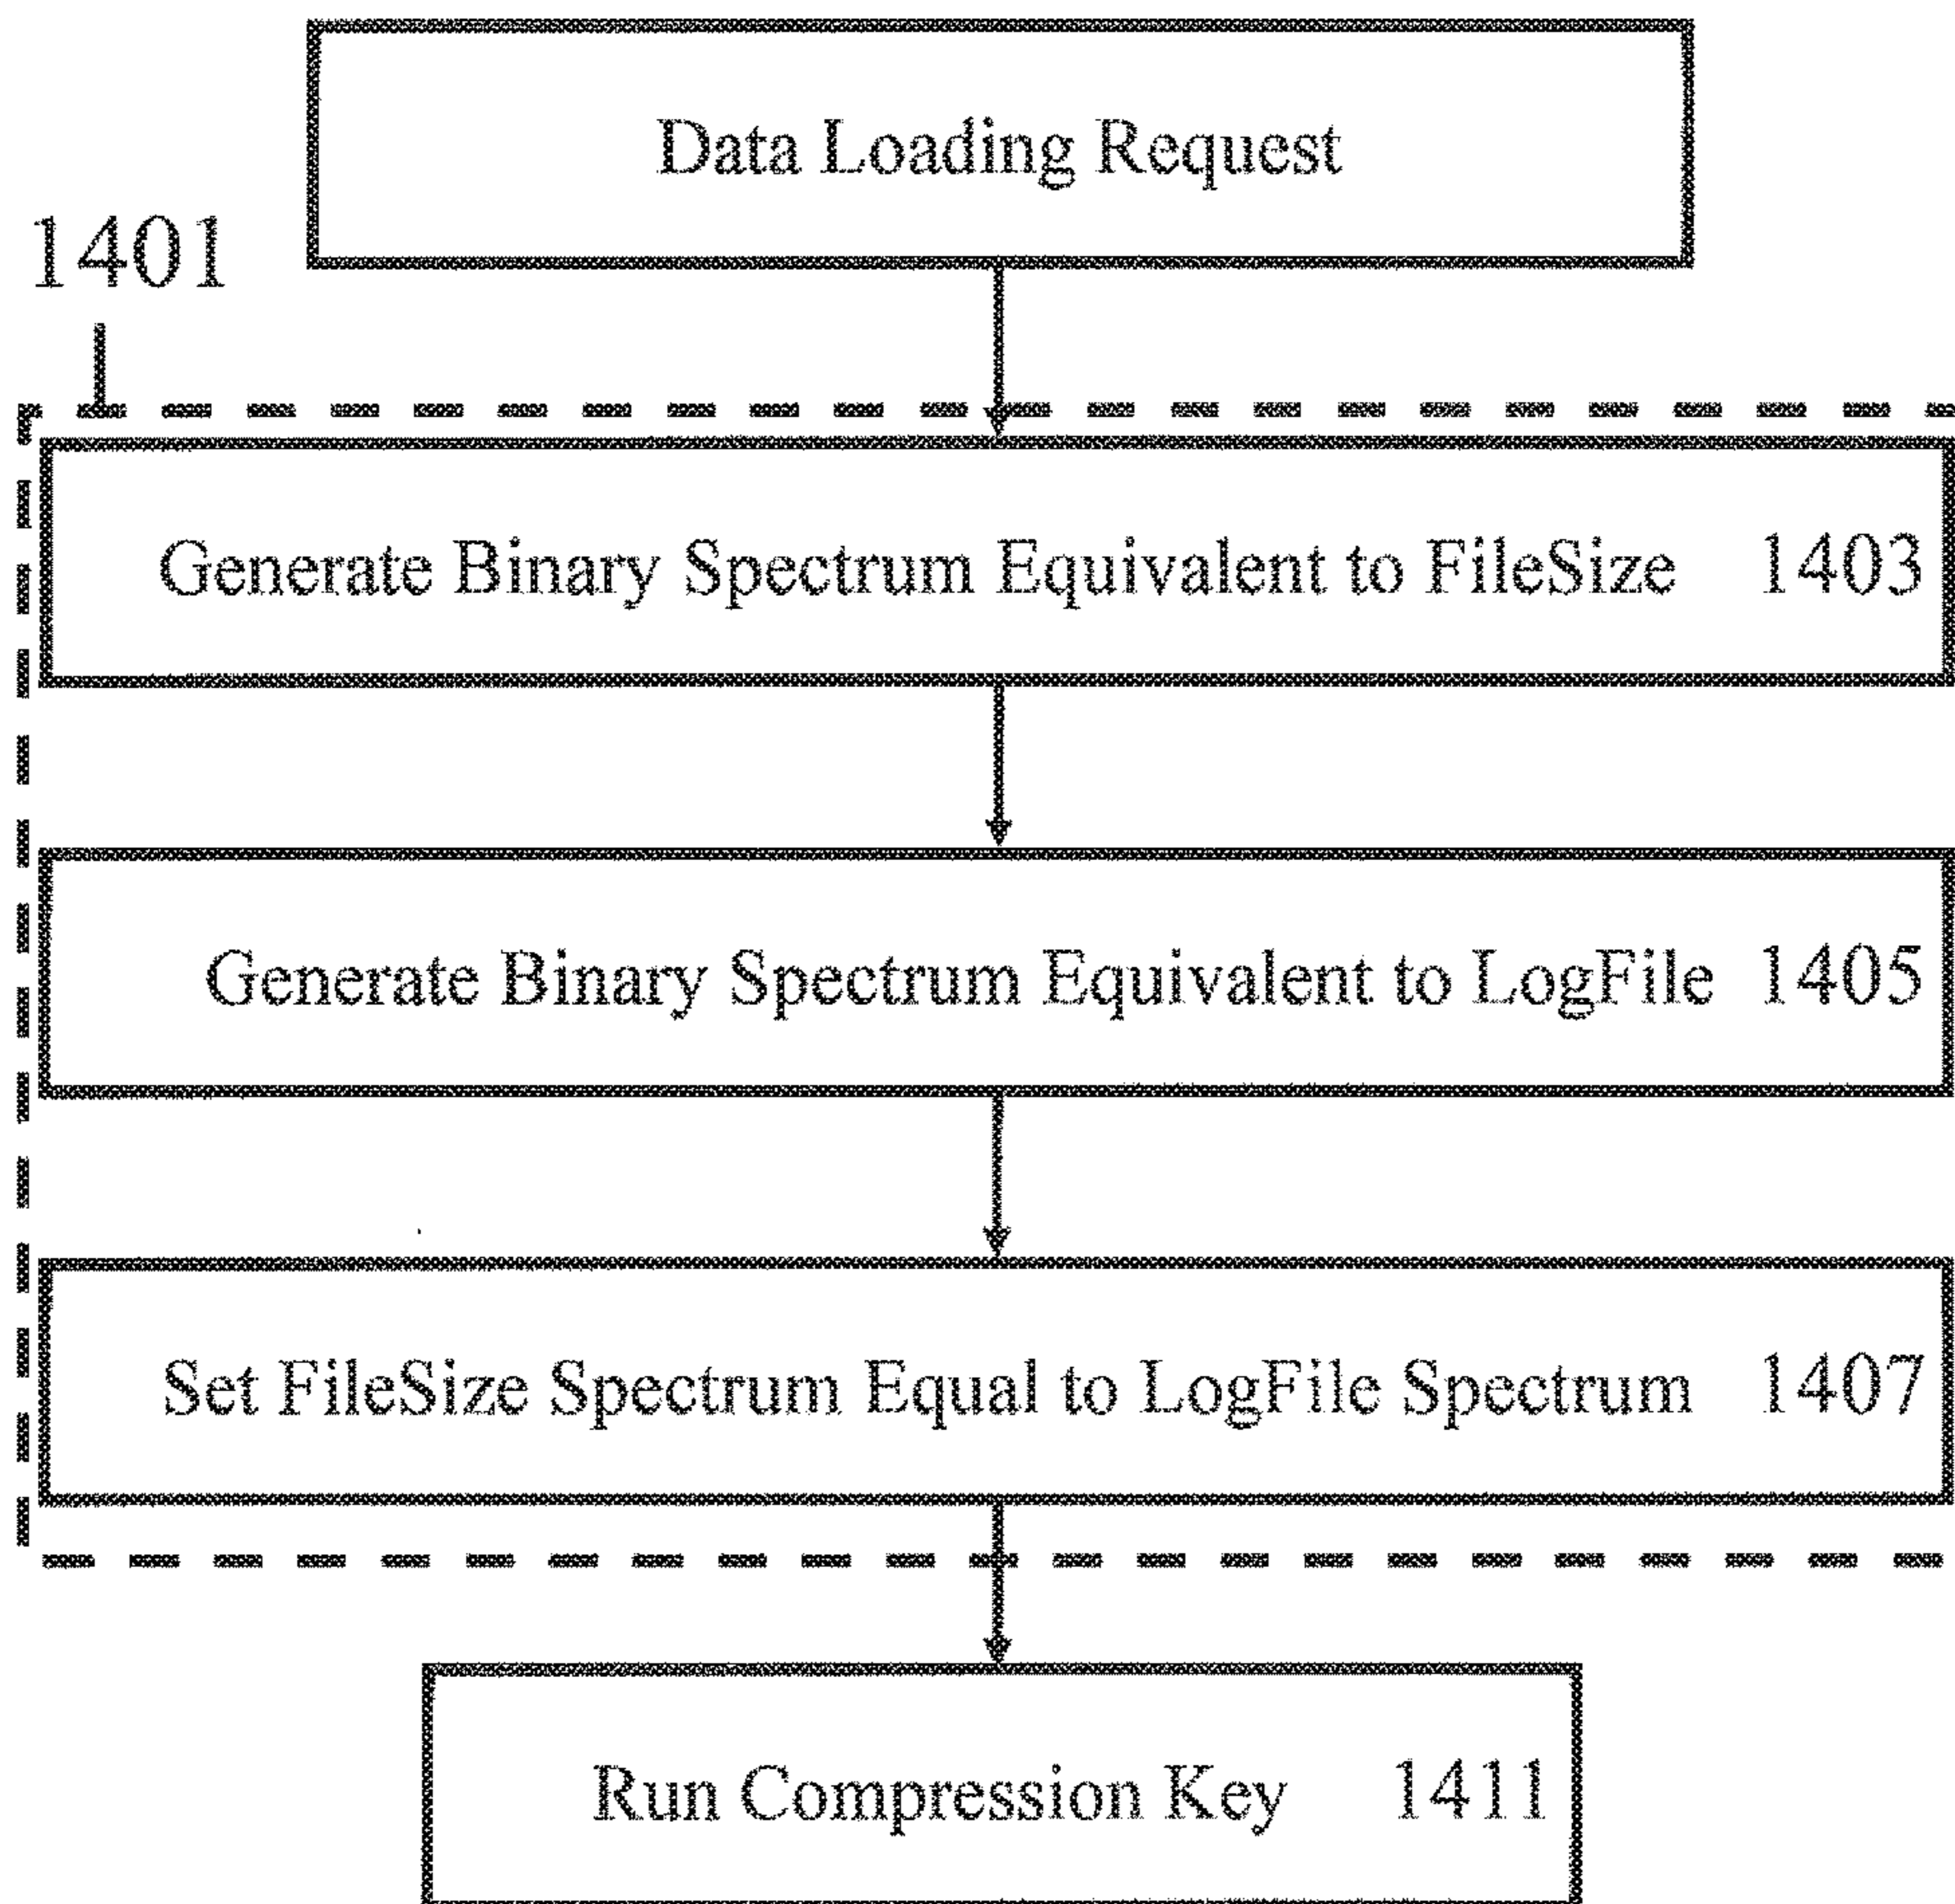 Data Loading Request
1401
Generate Binary Spectrum Equivalent to FileSize 1403
Generate Binary Spectrum Equivalent to LogFile 1405
Set FileSize Spectrum Equal to LogFile Spectrum 1407
Run Compression Key 1411